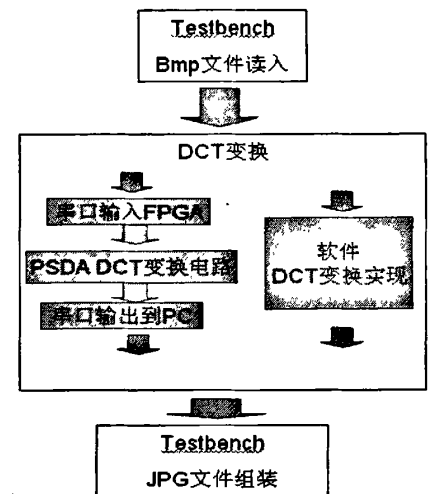 Testbench
Bmp文件读入
DCT变换
串口输入FPGA
PSDA DCT变换电路
串口输出到PC
软件
DCT变换实现
Testbench
JPG文件组装